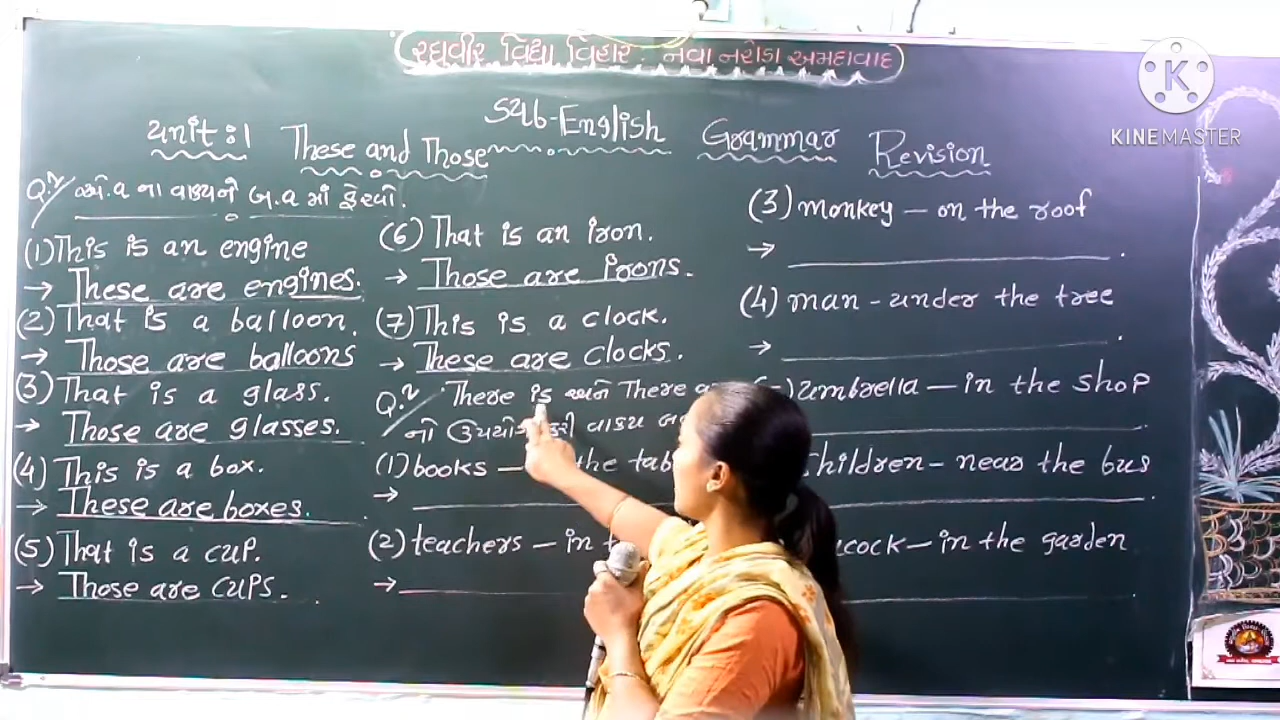 રઘુવીર વિદ્યા વિહાર. નવા નરોડા અમદાવાદ
KINEMASTER
Sub-English
Unit:1 These and Those Grammar Revision
એ.વ ના વાક્યને બ.વ માં ફેરવો.
(1) This is an engine
→ These are engines.
(2) That is a balloon.
→ Those are balloons
(3) That is a glass.
→ Those are glasses.
(4) This is a box.
→ These are boxes.
(5) That is a cup.
→ Those are cups.
(6) That is an iron.
→ Those are irons.
(7) This is a clock.
→ These are clocks.
Q.2 There is અને There
નો ઉપયોગ કરી વાક્ય
(1) books — the
→
(2) teachers — in
→
(3) monkey — on the roof
→
(4) man - under the tree
→
umbrella — in the shop
children - near the bus
cock — in the garden